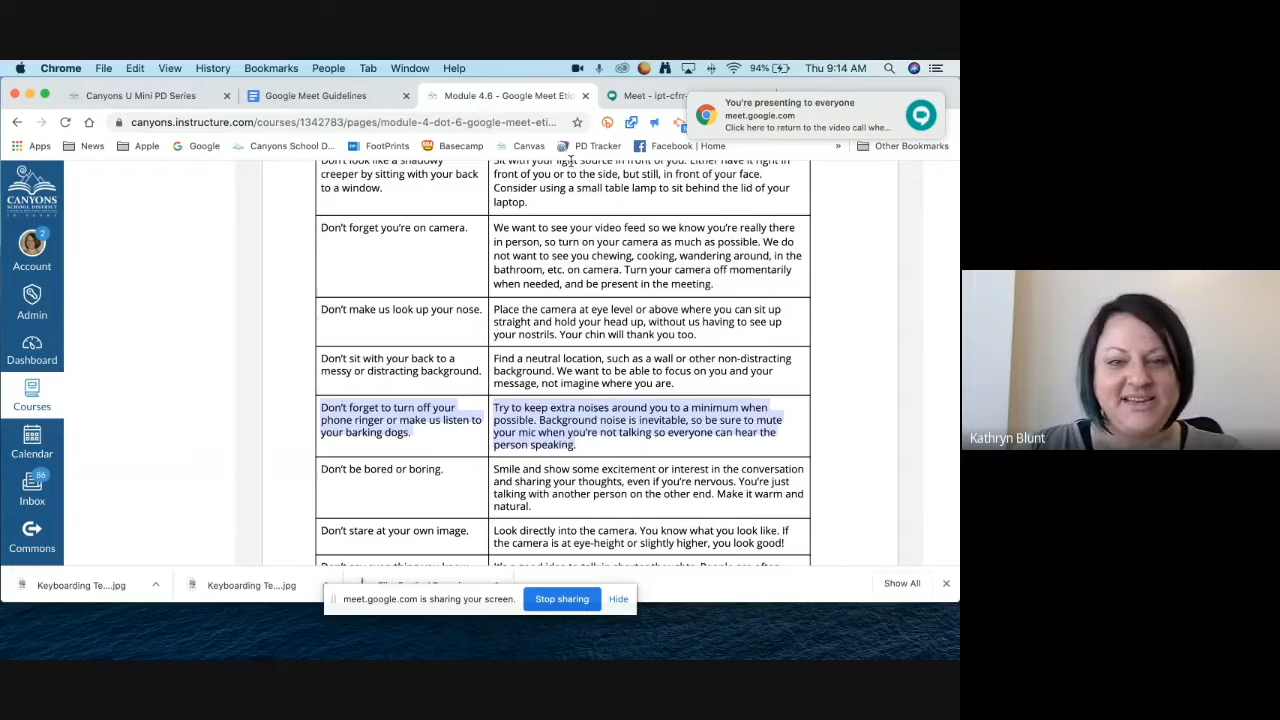 Chrome File Edit View History Bookmarks People Tab Window Help 94% Thu 9:14 AM
Canyons U Mini PD Series × Google Meet Guidelines × Module 4.6 - Google Meet Etic × Meet - ipt-cfrr-
You're presenting to everyone
meet.google.com
Click here to return to the video call whe...
canyons.instructure.com/courses/1342783/pages/module-4-dot-6-google-meet-eti...
Apps News Apple Google Canyons School D... FootPrints Basecamp Canvas PD Tracker Facebook | Home » Other Bookmarks
CANYONS
SCHOOL DISTRICT
2
Account
Admin
Dashboard
Courses
Calendar
86
Inbox
Commons
Don't look like a shadowy
creeper by sitting with your back
to a window.
Sit with your light source in front of you. Either have it right in
front of you or to the side, but still, in front of your face.
Consider using a small table lamp to sit behind the lid of your
laptop.
Don't forget you're on camera.
We want to see your video feed so we know you're really there
in person, so turn on your camera as much as possible. We do
not want to see you chewing, cooking, wandering around, in the
bathroom, etc. on camera. Turn your camera off momentarily
when needed, and be present in the meeting.
Don't make us look up your nose.
Place the camera at eye level or above where you can sit up
straight and hold your head up, without us having to see up
your nostrils. Your chin will thank you too.
Don't sit with your back to a
messy or distracting background.
Find a neutral location, such as a wall or other non-distracting
background. We want to be able to focus on you and your
message, not imagine where you are.
Don't forget to turn off your
phone ringer or make us listen to
your barking dogs.
Try to keep extra noises around you to a minimum when
possible. Background noise is inevitable, so be sure to mute
your mic when you're not talking so everyone can hear the
person speaking.
Don't be bored or boring.
Smile and show some excitement or interest in the conversation
and sharing your thoughts, even if you're nervous. You're just
talking with another person on the other end. Make it warm and
natural.
Don't stare at your own image.
Look directly into the camera. You know what you look like. If
the camera is at eye-height or slightly higher, you look good!
Keyboarding Te....jpg Keyboarding Te....jpg Show All
meet.google.com is sharing your screen. Stop sharing Hide
Kathryn Blunt